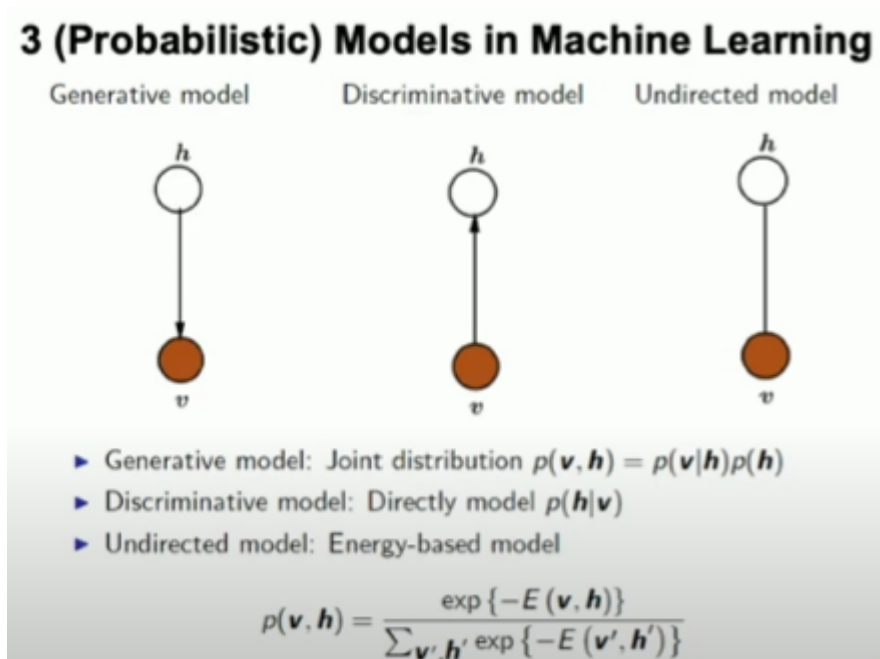 3 (Probabilistic) Models in Machine Learning
Generative model Discriminative model Undirected model
h h h
v v v
► Generative model: Joint distribution p(v, h) = p(v|h)p(h)
► Discriminative model: Directly model p(h|v)
► Undirected model: Energy-based model
p(v, h) = exp {−E (v, h)} / ∑v′,h′ exp {−E (v′, h′)}